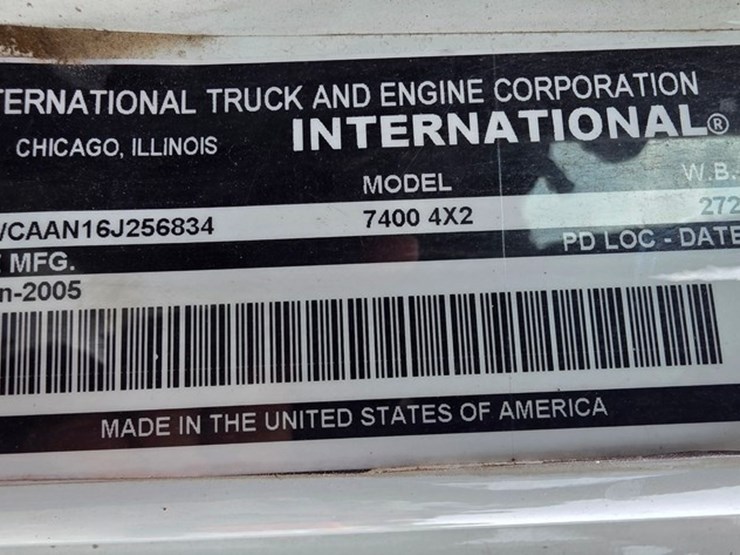 TERNATIONAL TRUCK AND ENGINE CORPORATION
CHICAGO, ILLINOIS INTERNATIONAL®
MODEL W.B.
/CAAN16J256834 7400 4X2 272
MFG. PD LOC - DATE
n-2005
MADE IN THE UNITED STATES OF AMERICA